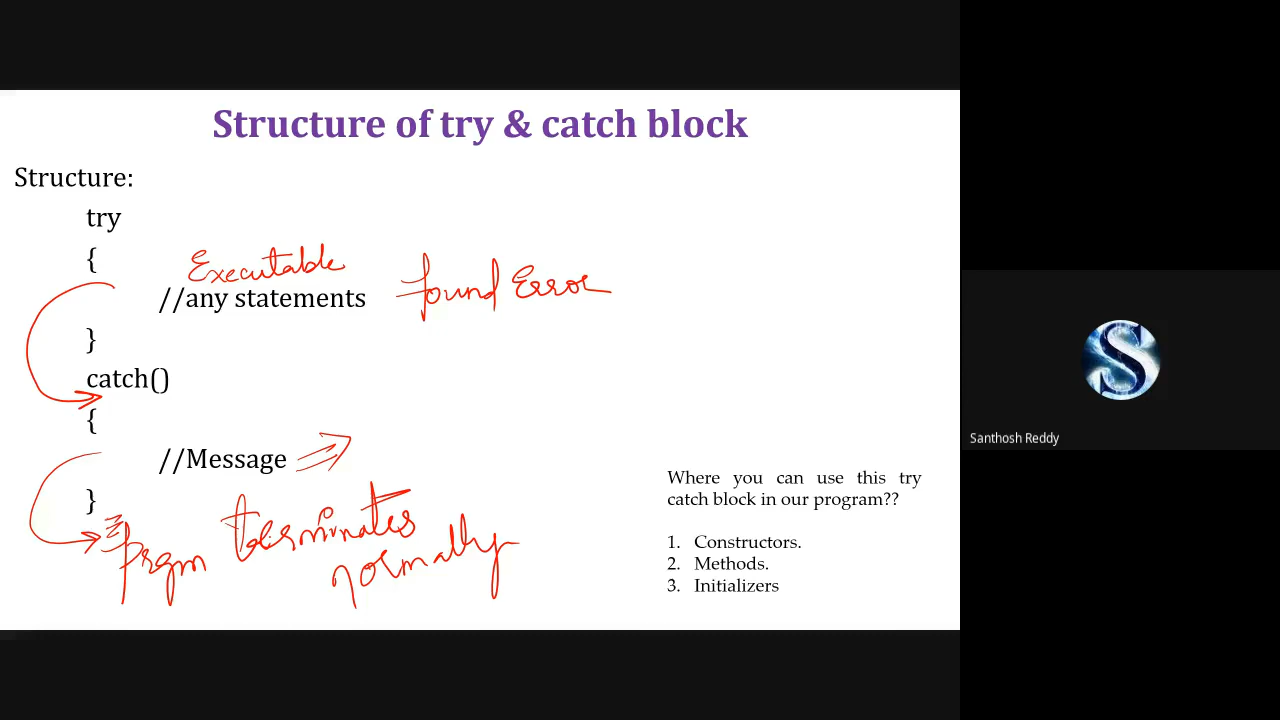 Structure of try & catch block
Structure:
try
{
Executable
//any statements found Error
}
catch()
{
//Message
}
prgm terminates
normally
Where you can use this try
catch block in our program??
1. Constructors.
2. Methods.
3. Initializers
S
Santhosh Reddy